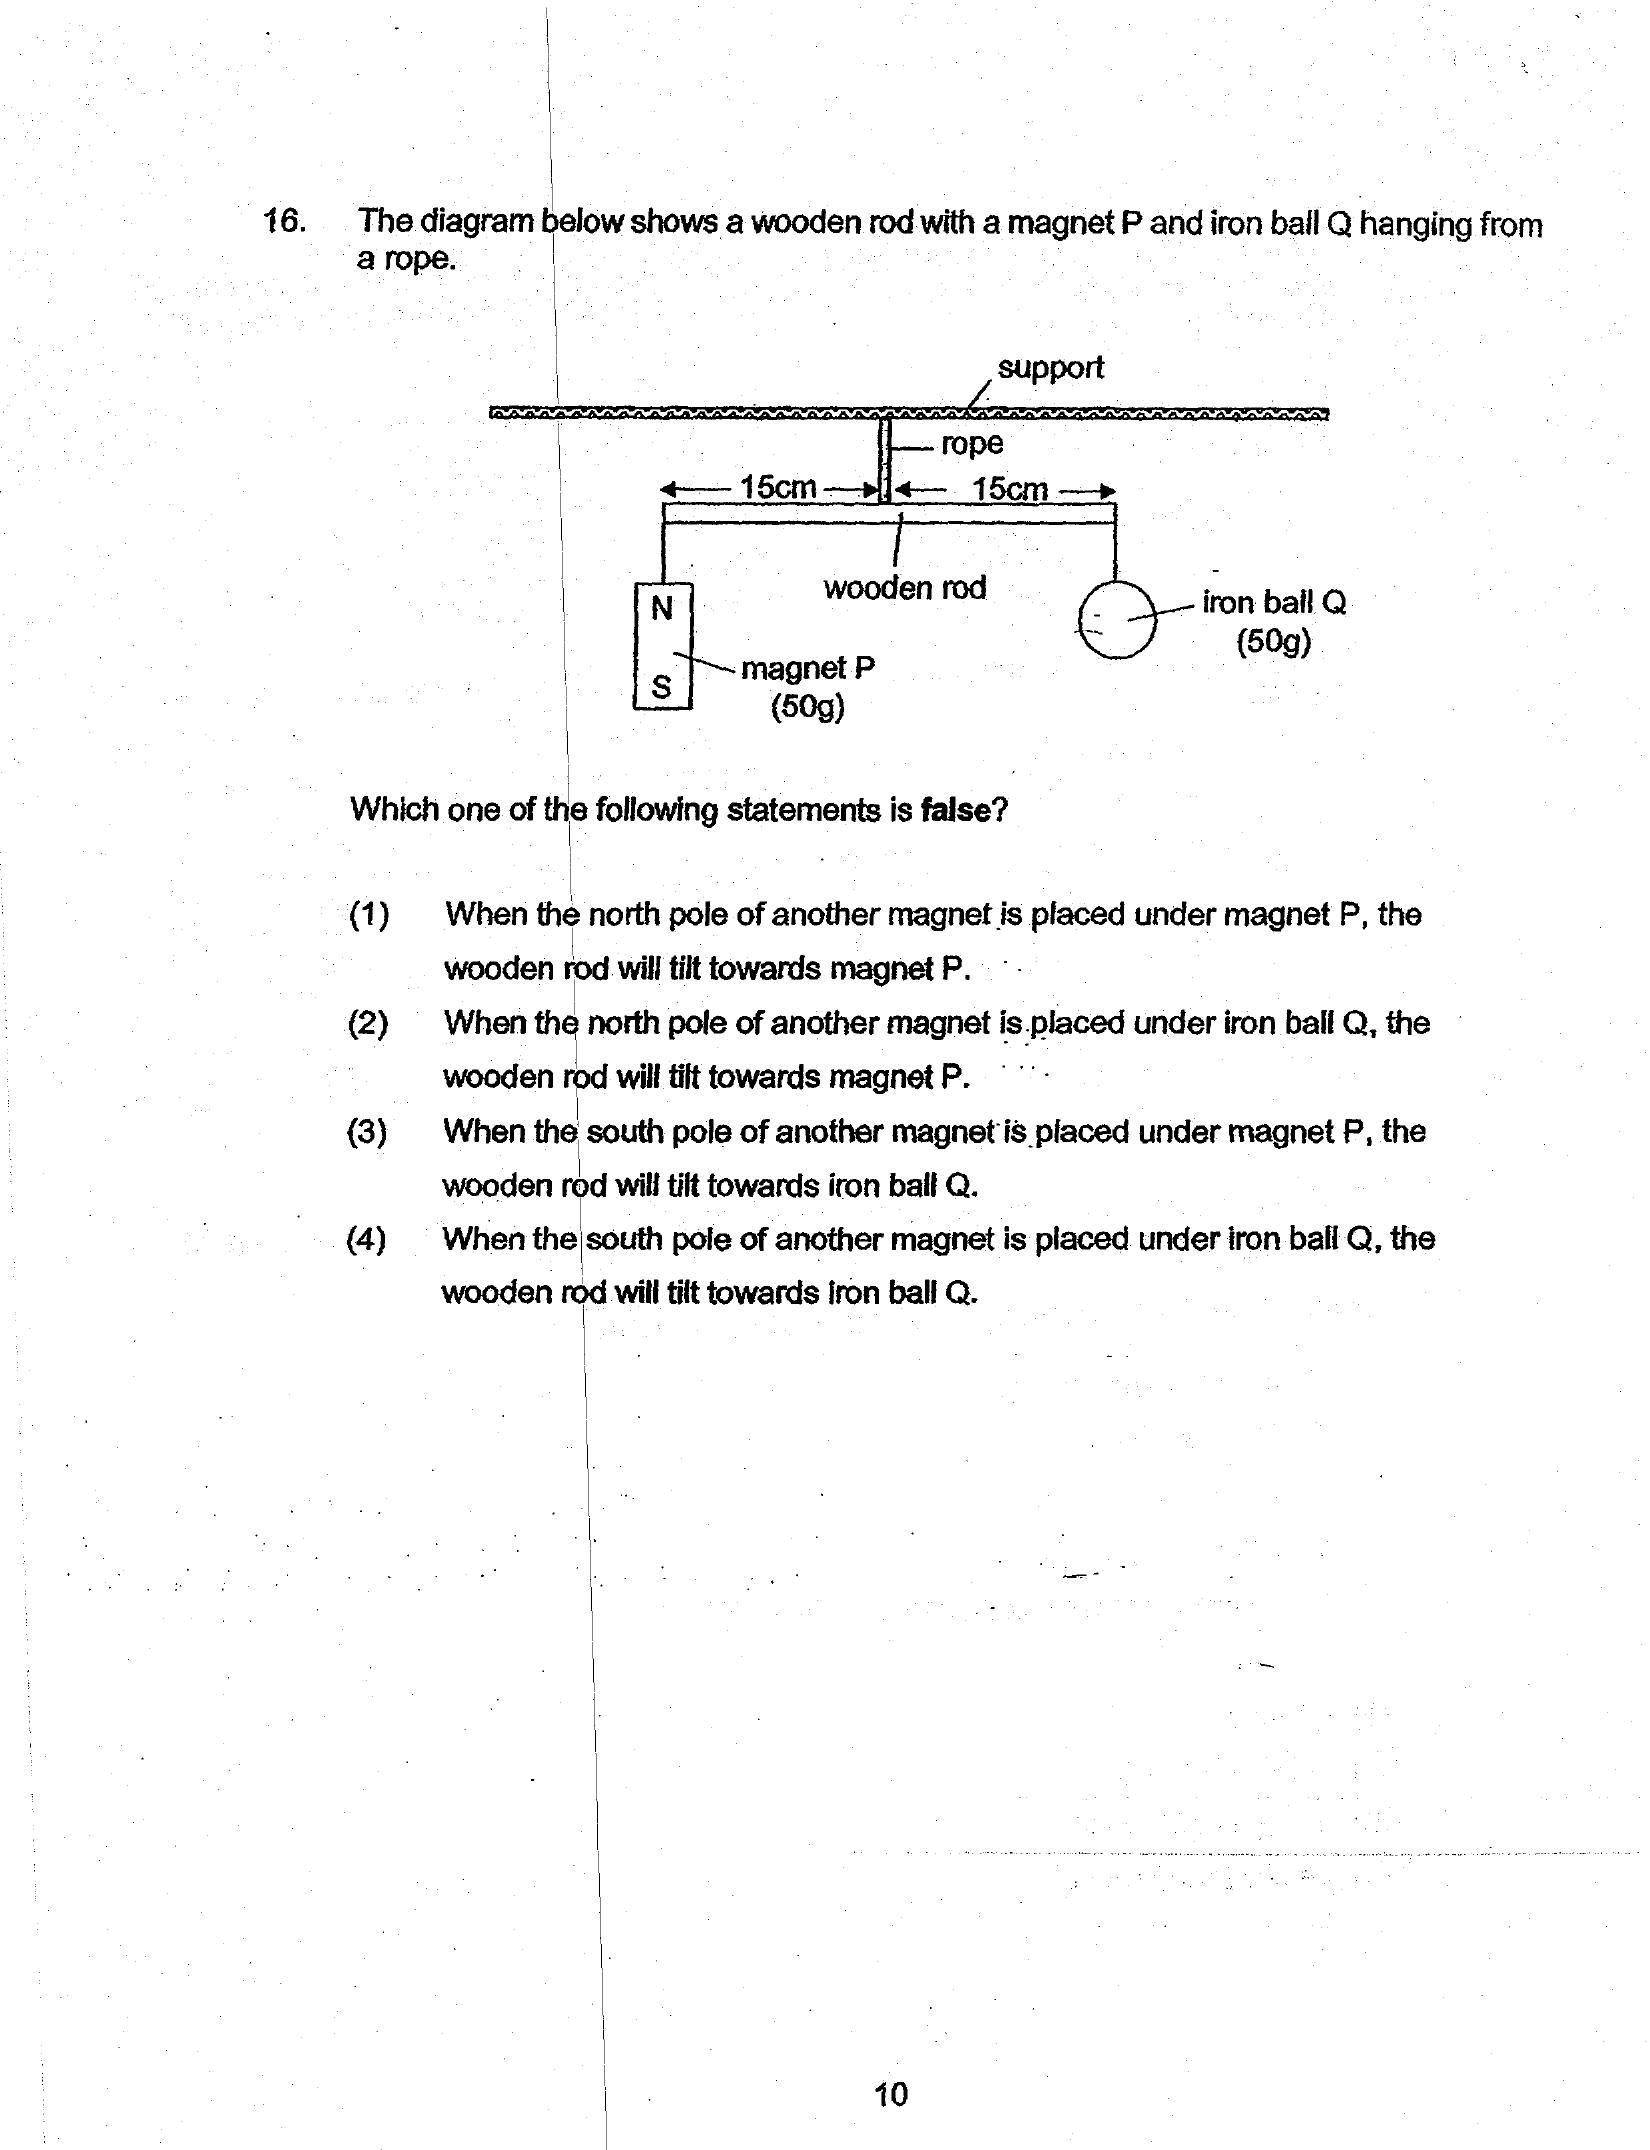 16. The diagram below shows a wooden rod with a magnet P and iron ball Q hanging from
a rope.
support
rope
15cm 15cm
wooden rod
N
S
magnet P
(50g)
iron ball Q
(50g)
Which one of the following statements is false?
(1) When the north pole of another magnet is placed under magnet P, the
wooden rod will tilt towards magnet P.
(2) When the north pole of another magnet is placed under iron ball Q, the
wooden rod will tilt towards magnet P.
(3) When the south pole of another magnet is placed under magnet P, the
wooden rod will tilt towards iron ball Q.
(4) When the south pole of another magnet is placed under iron ball Q, the
wooden rod will tilt towards iron ball Q.
10